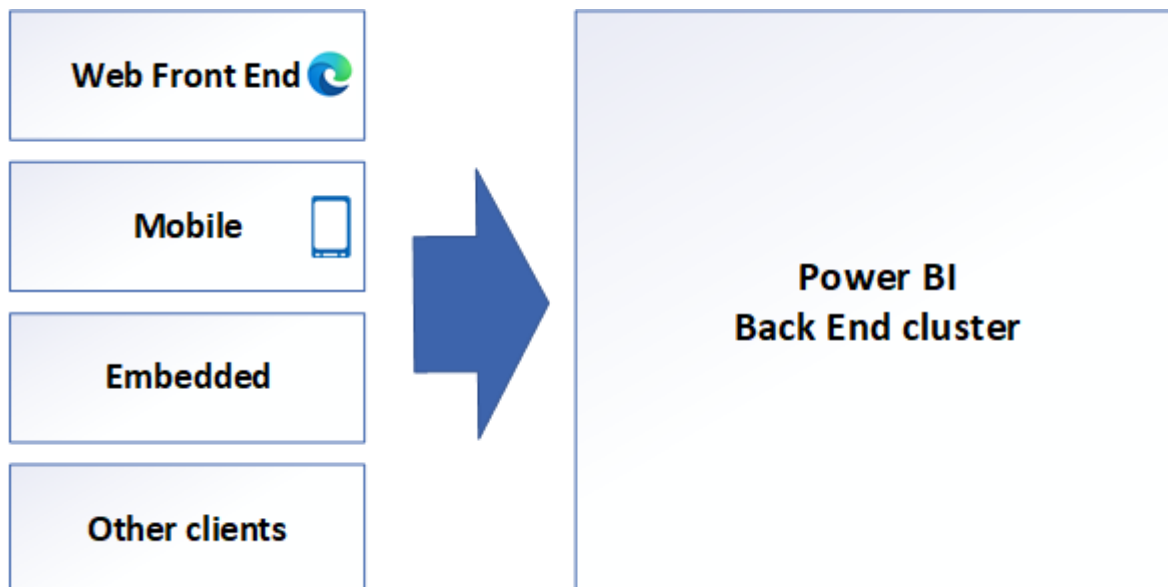 Web Front End
Mobile
Embedded
Other clients
Power BI
Back End cluster